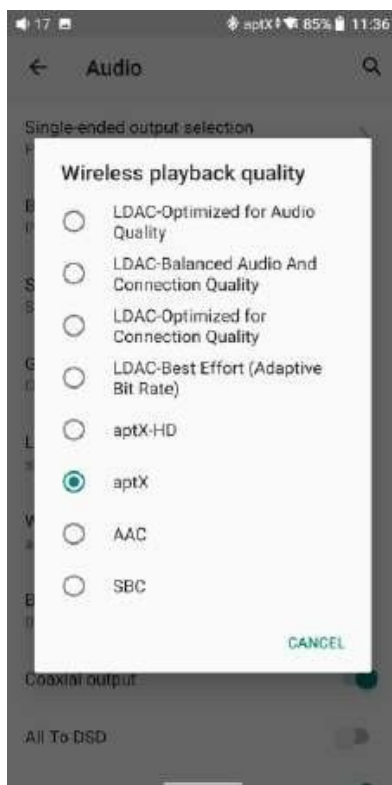 17 aptX 85% 11:36
Audio
Single-ended output selection
Wireless playback quality
LDAC-Optimized for Audio
Quality
LDAC-Balanced Audio And
Connection Quality
LDAC-Optimized for
Connection Quality
LDAC-Best Effort (Adaptive
Bit Rate)
aptX-HD
aptX
AAC
SBC
CANCEL
Coaxial output
All To DSD